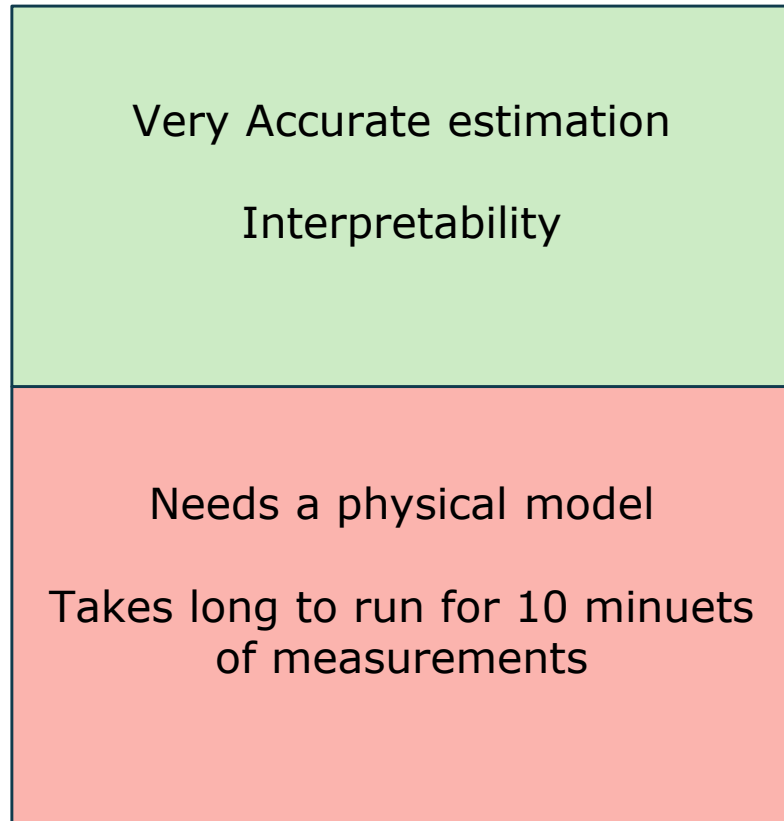 Very Accurate estimation
Interpretability
Needs a physical model
Takes long to run for 10 minuets
of measurements